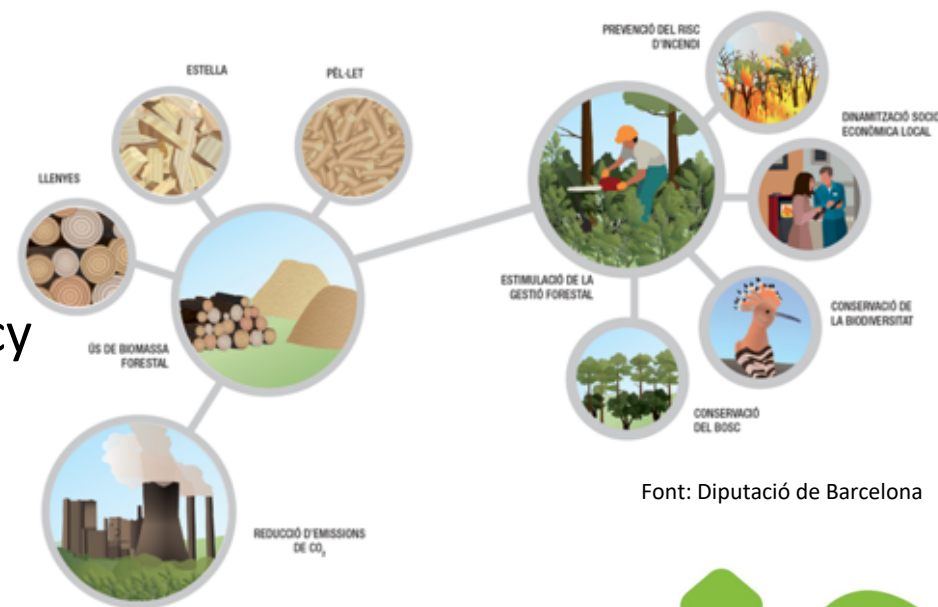 PREVENCIÓ DEL RISC
D'INCENDI
ESTELLA
PÈL·LET
DINAMITZACIÓ SOCIO
ECONÒMICA LOCAL
LLENYES
ESTIMULACIÓ DE LA
GESTIÓ FORESTAL
CONSERVACIÓ DE
LA BIODIVERSITAT
ÚS DE BIOMASSA
FORESTAL
CONSERVACIÓ
DEL BOSC
Font: Diputació de Barcelona
REDUCCIÓ D'EMISSIONS
DE CO₂